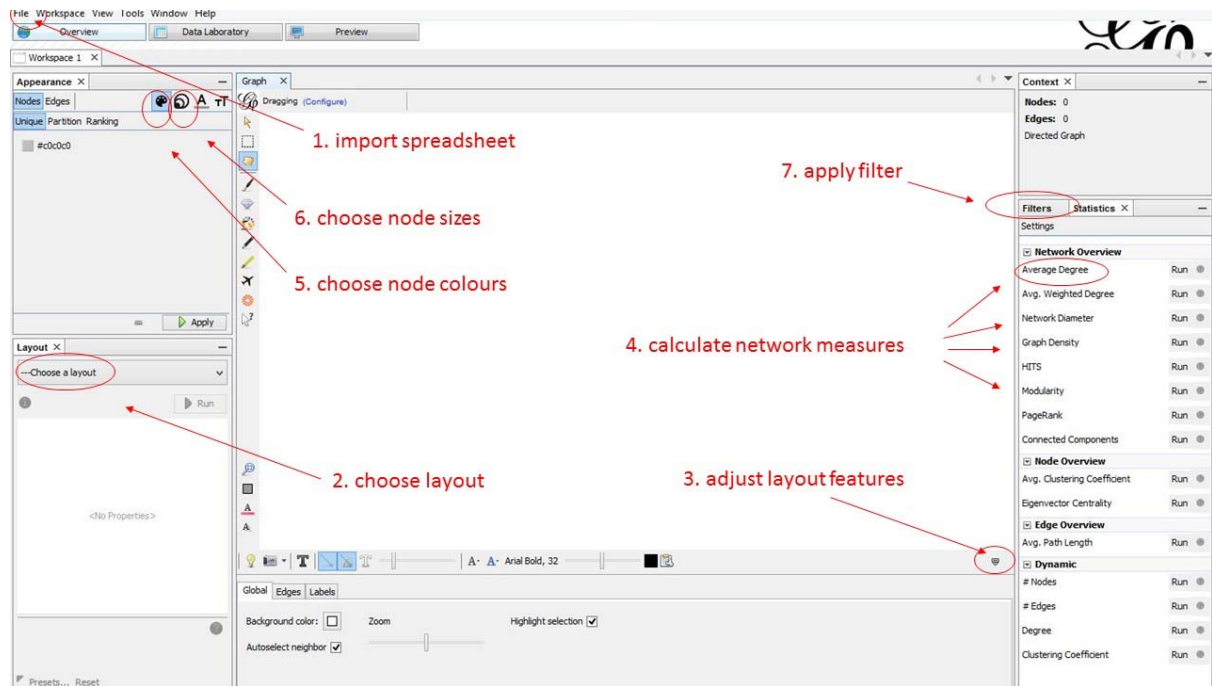 File Workspace View Tools Window Help
Overview Data Laboratory Preview
Workspace 1 X
Appearance X
Nodes Edges A TT
Unique Partition Ranking
#c0c0c0
Apply
Layout X
---Choose a layout
Run
<No Properties>
Presets... Reset
Graph X
Dragging (Configure)
1. import spreadsheet
6. choose node sizes
5. choose node colours
7. apply filter
4. calculate network measures
2. choose layout
3. adjust layout features
A
A
T T A- A- Arial Bold, 32
Global Edges Labels
Background color: Zoom Highlight selection
Autoselect neighbor
Context X
Nodes: 0
Edges: 0
Directed Graph
Filters Statistics X
Settings
Network Overview
Average Degree Run
Avg. Weighted Degree Run
Network Diameter Run
Graph Density Run
HITS Run
Modularity Run
PageRank Run
Connected Components Run
Node Overview
Avg. Clustering Coefficient Run
Eigenvector Centrality Run
Edge Overview
Avg. Path Length Run
Dynamic
# Nodes Run
# Edges Run
Degree Run
Clustering Coefficient Run